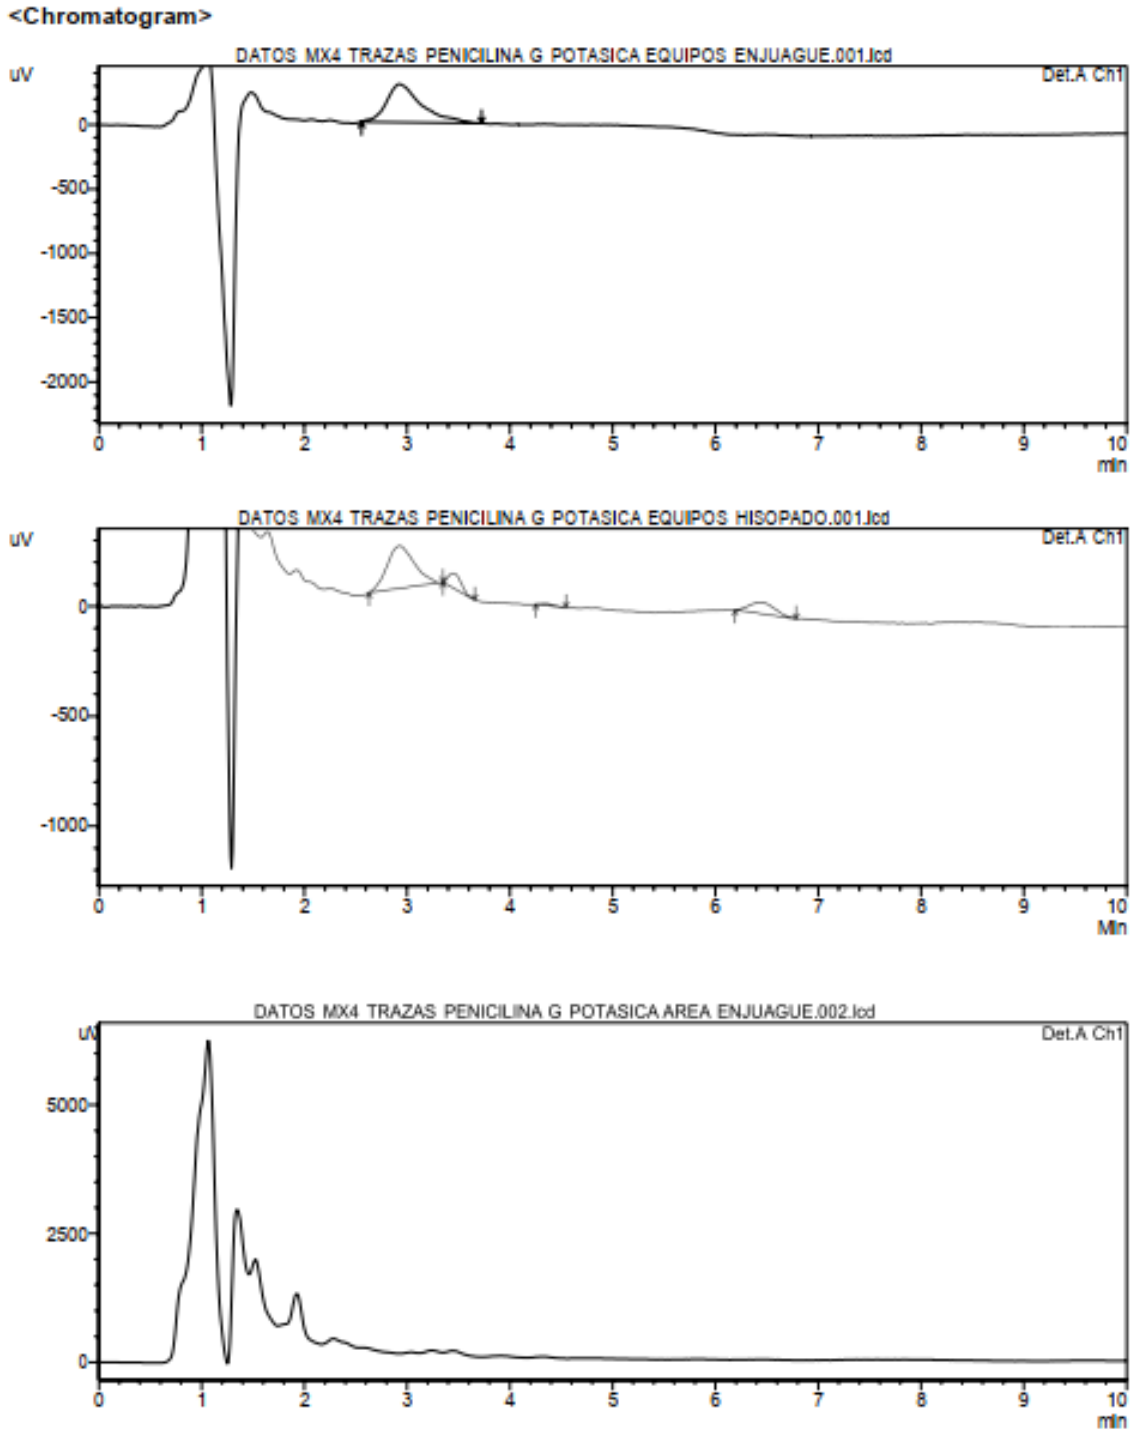 <Chromatogram>
DATOS MX4 TRAZAS PENICILINA G POTASICA EQUIPOS ENJUAGUE.001.lcd
uV
Det.A Ch1
0
-500
-1000
-1500
-2000
0 1 2 3 4 5 6 7 8 9 10
min
DATOS MX4 TRAZAS PENICILINA G POTASICA EQUIPOS HISOPADO.001.lcd
uV
Det.A Ch1
0
-500
-1000
0 1 2 3 4 5 6 7 8 9 10
Min
DATOS MX4 TRAZAS PENICILINA G POTASICA AREA ENJUAGUE.002.lcd
uV
Det.A Ch1
5000
2500
0
0 1 2 3 4 5 6 7 8 9 10
min